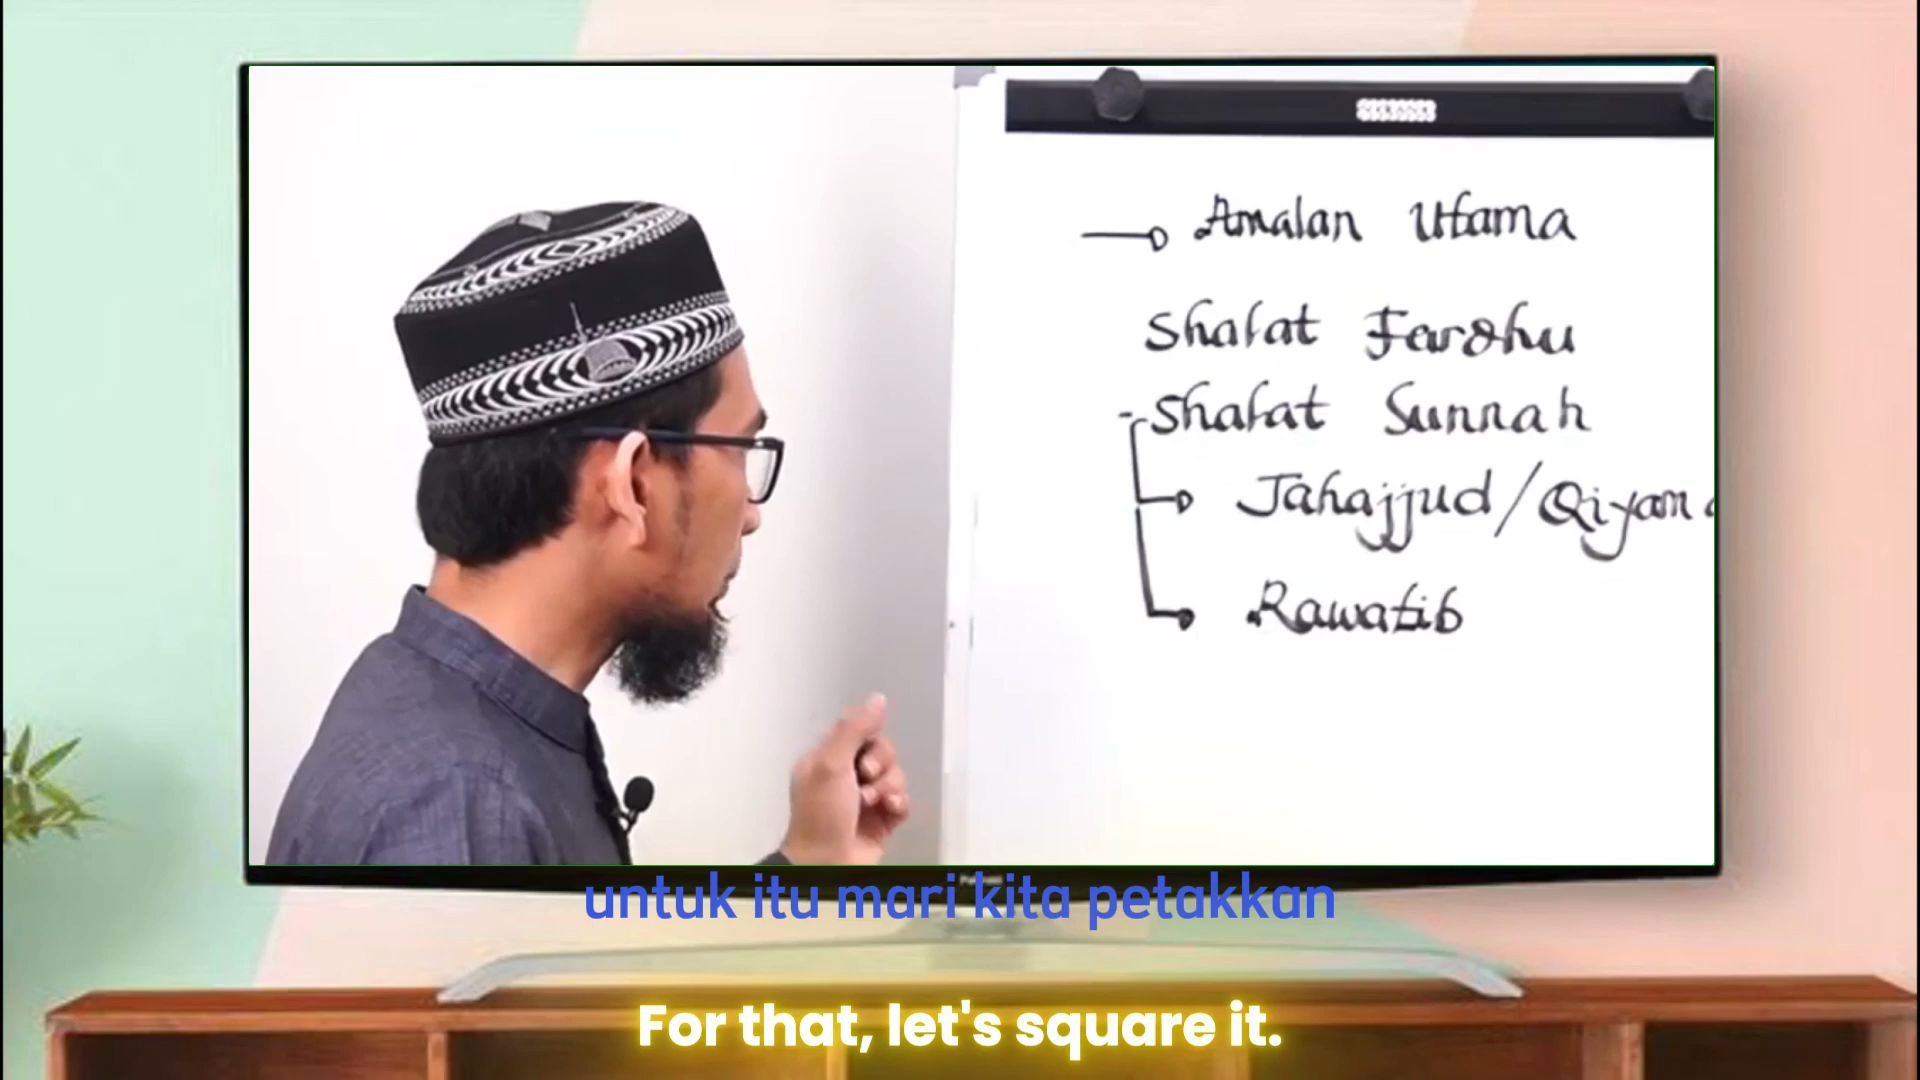 Amalan Utama
Shalat Fardhu
- Shalat Sunnah
Tahajjud/Qiyam
Rawatib
untuk itu mari kita petakkan
For that, let's square it.